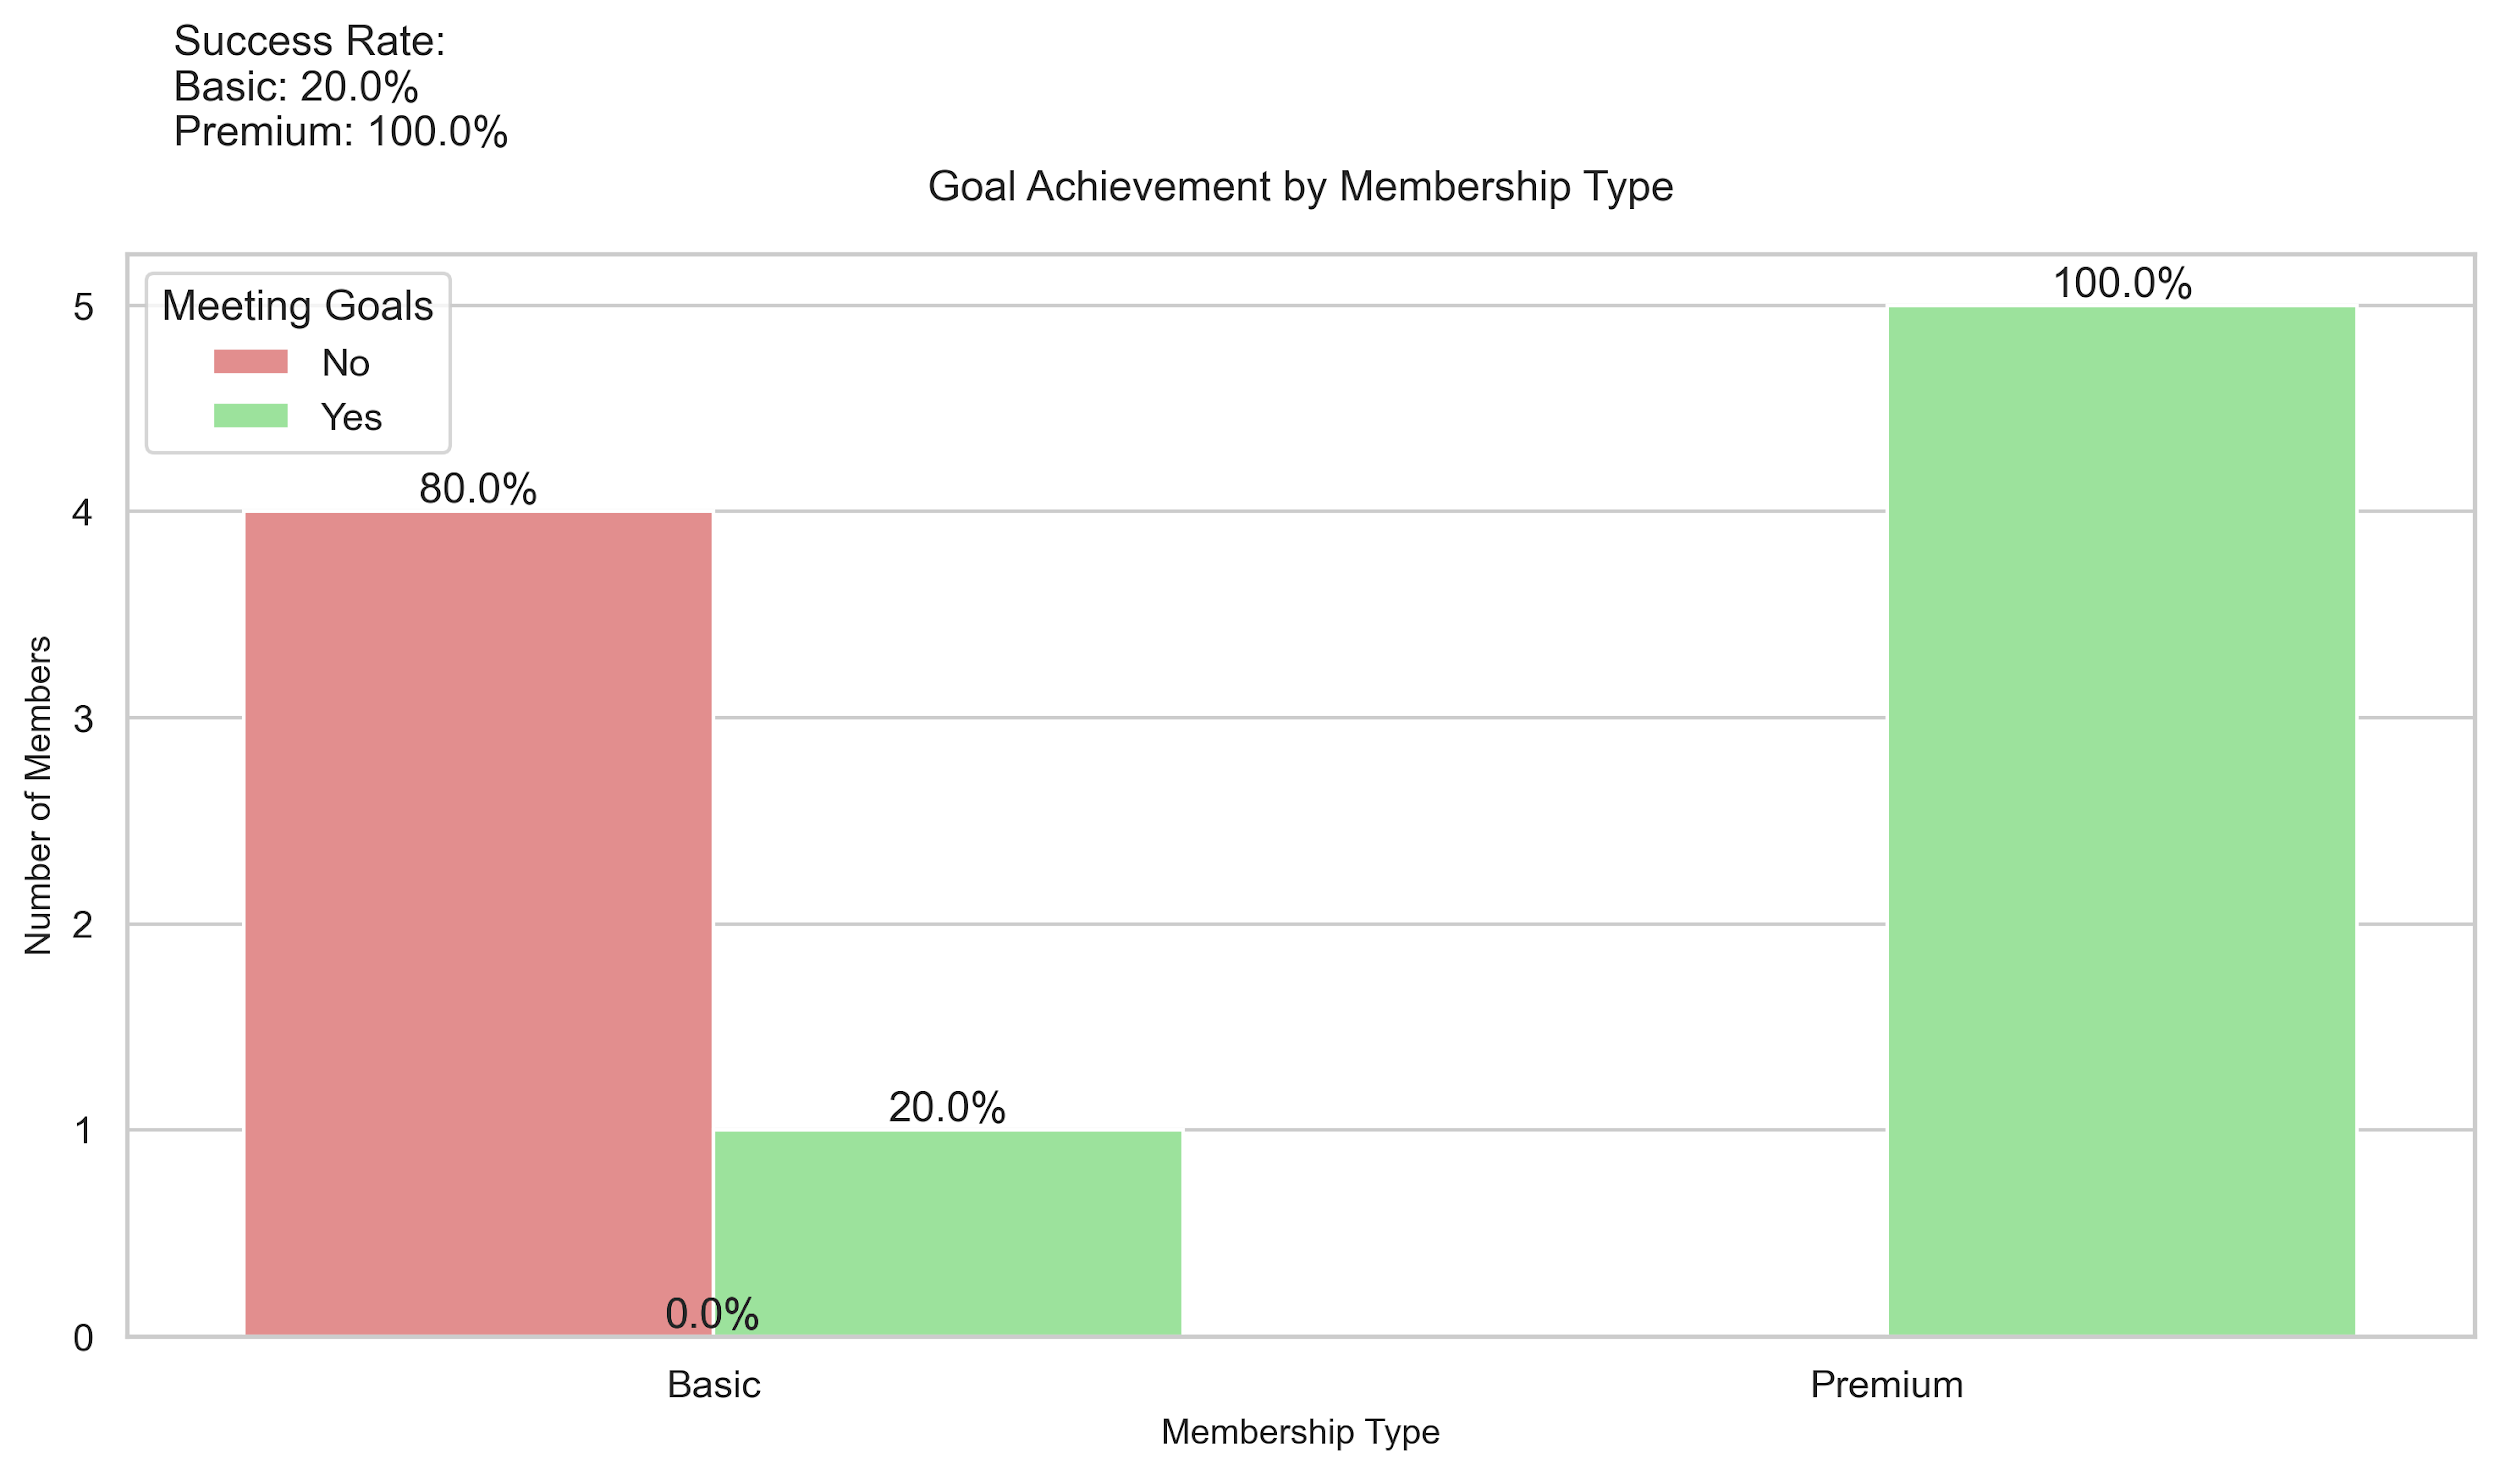 Success Rate:
Basic: 20.0%
Premium: 100.0%
Goal Achievement by Membership Type
Meeting Goals
No
Yes
100.0%
80.0%
20.0%
0.0%
5
4
3
2
1
0
Number of Members
Basic
Premium
Membership Type